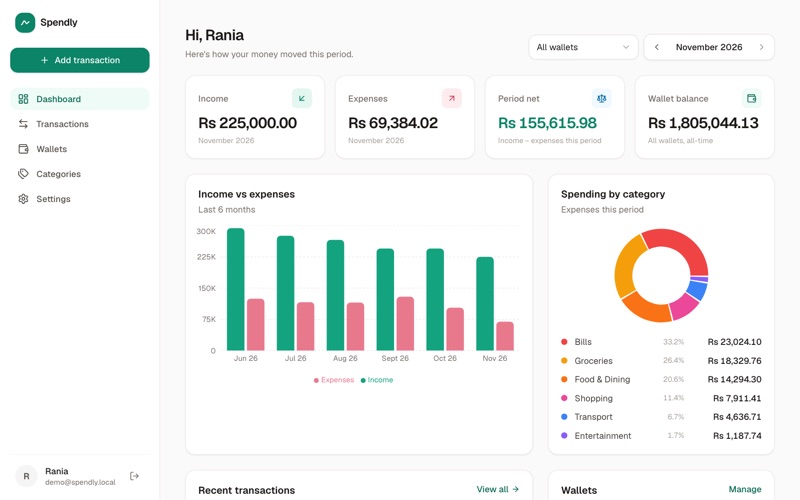 Spendly
Add transaction
Dashboard
Transactions
Wallets
Categories
Settings
R
Rania
demo@spendly.local
Hi, Rania
Here's how your money moved this period.
All wallets
November 2026
Income
Rs 225,000.00
November 2026
Expenses
Rs 69,384.02
November 2026
Period net
Rs 155,615.98
Income – expenses this period
Wallet balance
Rs 1,805,044.13
All wallets, all-time
Income vs expenses
Last 6 months
300K
225K
150K
75K
0
Jun 26 Jul 26 Aug 26 Sept 26 Oct 26 Nov 26
Expenses Income
Spending by category
Expenses this period
Bills 33.2% Rs 23,024.10
Groceries 26.4% Rs 18,329.76
Food & Dining 20.6% Rs 14,294.30
Shopping 11.4% Rs 7,911.41
Transport 6.7% Rs 4,636.71
Entertainment 1.7% Rs 1,187.74
Recent transactions
View all →
Wallets
Manage